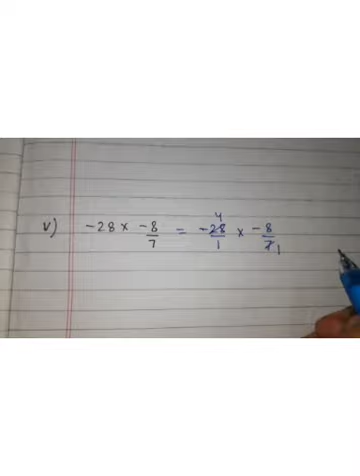 v) -28 × -8/7 = -28/1 4 × -8/7 1